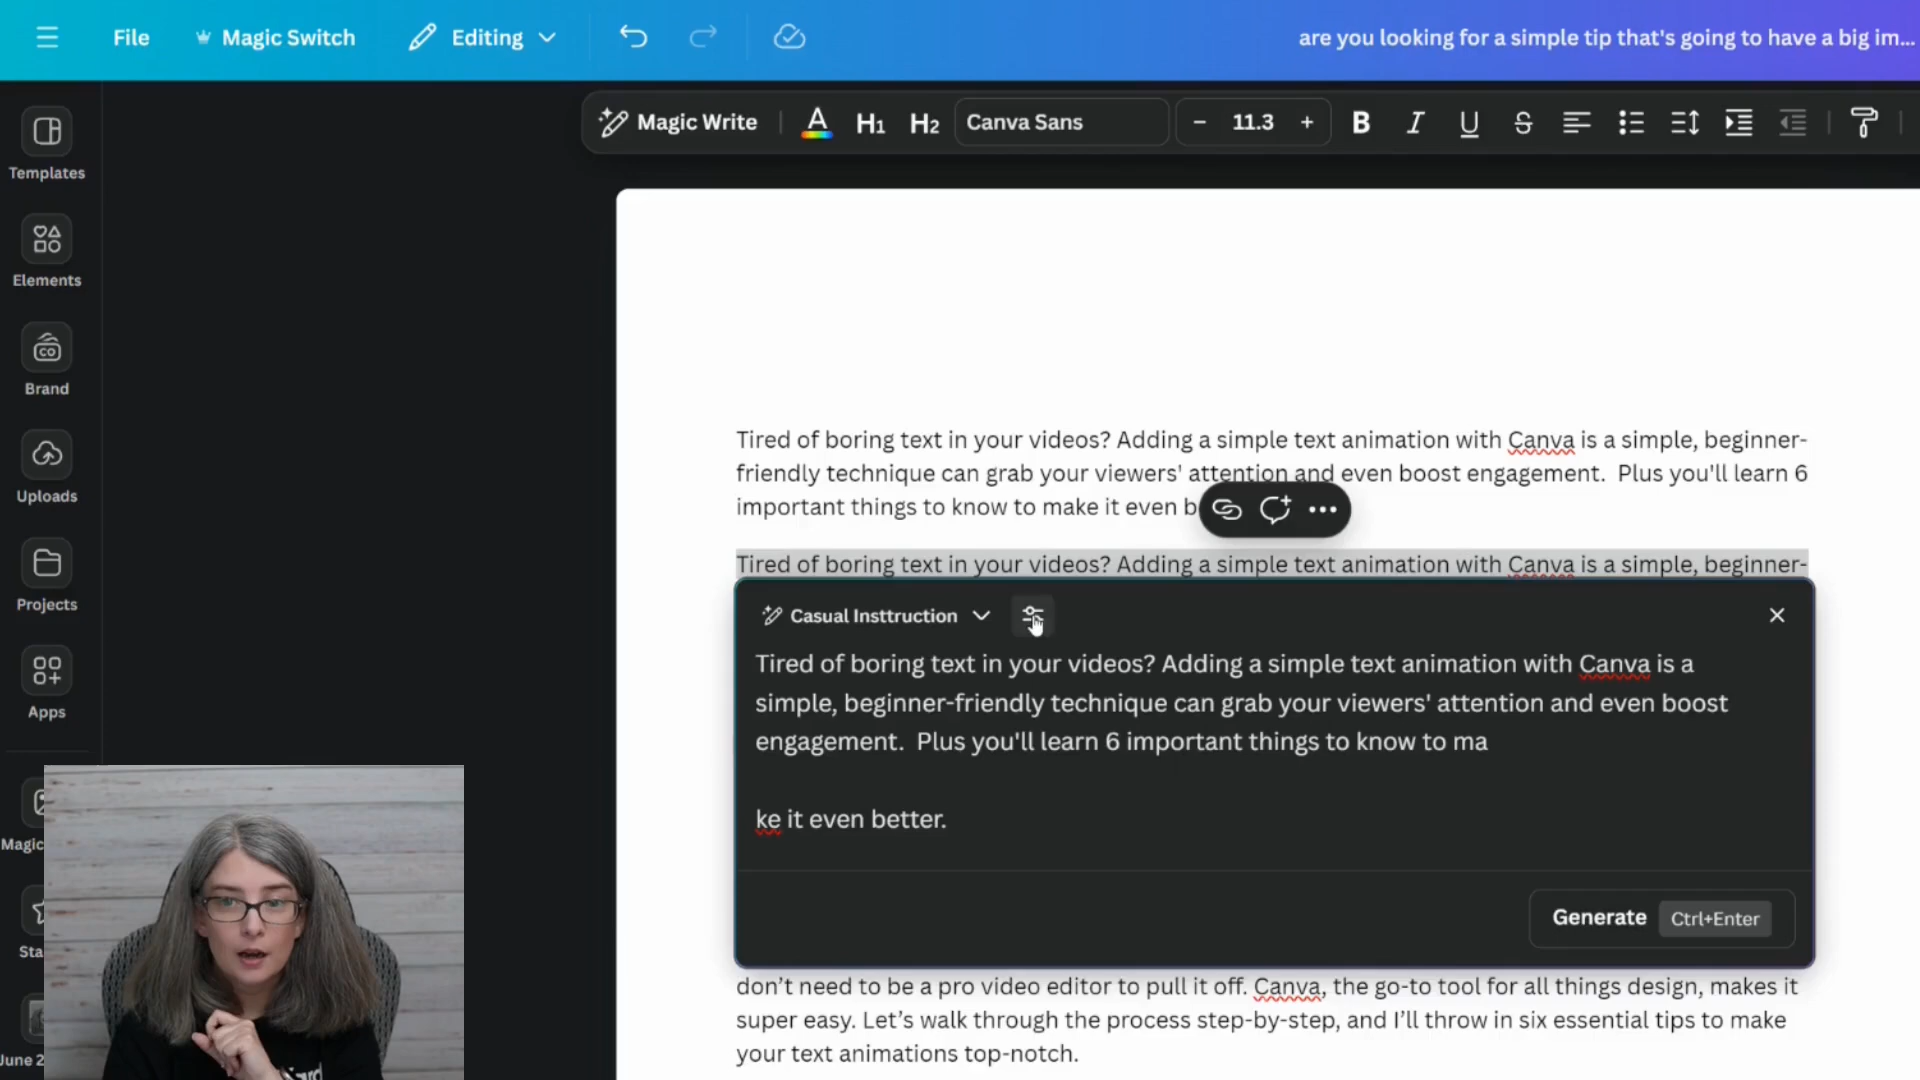 File
Magic Switch
Editing
are you looking for a simple tip that's going to have a big im...
Magic Write
A
H1
H2
Canva Sans
− 11.3 +
B
I
U
S
Templates
Elements
Brand
Uploads
Projects
Apps
Magic
Sta
June 2
Tired of boring text in your videos? Adding a simple text animation with Canva is a simple, beginner-
friendly technique can grab your viewers' attention and even boost engagement.  Plus you'll learn 6
important things to know to make it even b
Tired of boring text in your videos? Adding a simple text animation with Canva is a simple, beginner-
Casual Insttruction
Tired of boring text in your videos? Adding a simple text animation with Canva is a
simple, beginner-friendly technique can grab your viewers' attention and even boost
engagement.  Plus you'll learn 6 important things to know to ma
ke it even better.
Generate
Ctrl+Enter
don’t need to be a pro video editor to pull it off. Canva, the go-to tool for all things design, makes it
super easy. Let’s walk through the process step-by-step, and I’ll throw in six essential tips to make
your text animations top-notch.